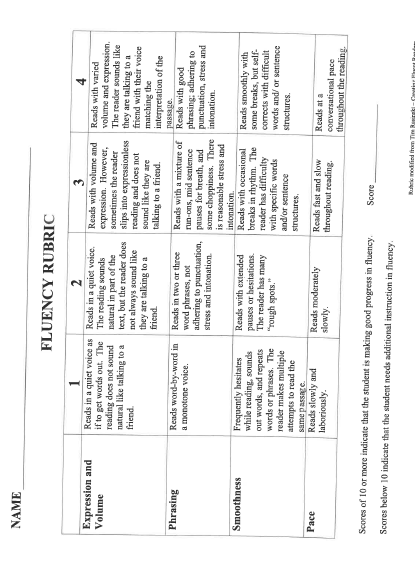 NAME
FLUENCY RUBRIC
1
2
3
4
Expression and
Volume
Reads in a quiet voice as
if to get words out. The
reading does not sound
natural like talking to a
friend.
Reads in a quiet voice.
The reading sounds
natural in part of the
text, but the reader does
not always sound like
they are talking to a
friend.
Reads with volume and
expression. However,
sometimes the reader
slips into expressionless
reading and does not
sound like they are
talking to a friend.
Reads with varied
volume and expression.
The reader sounds like
they are talking to a
friend with their voice
matching the
interpretation of the
passage.
Phrasing
Reads word-by-word in
a monotone voice.
Reads in two or three
word phrases, not
adhering to punctuation,
stress and intonation.
Reads with a mixture of
run-ons, mid sentence
pauses for breath, and
some choppiness. There
is reasonable stress and
intonation.
Reads with good
phrasing; adhering to
punctuation, stress and
intonation.
Smoothness
Frequently hesitates
while reading, sounds
out words, and repeats
words or phrases. The
reader makes multiple
attempts to read the
same passage.
Reads with extended
pauses or hesitations.
The reader has many
"rough spots."
Reads with occasional
breaks in rhythm. The
reader has difficulty
with specific words
and/or sentence
structures.
Reads smoothly with
some breaks, but self-
corrects with difficult
words and/ or sentence
structures.
Pace
Reads slowly and
laboriously.
Reads moderately
slowly.
Reads fast and slow
throughout reading.
Reads at a
conversational pace
throughout the reading.
Scores of 10 or more indicate that the student is making good progress in fluency.
Score
Scores below 10 indicate that the student needs additional instruction in fluency.
Rubric modified from Tim Rasinski – Creating Fluent Readers